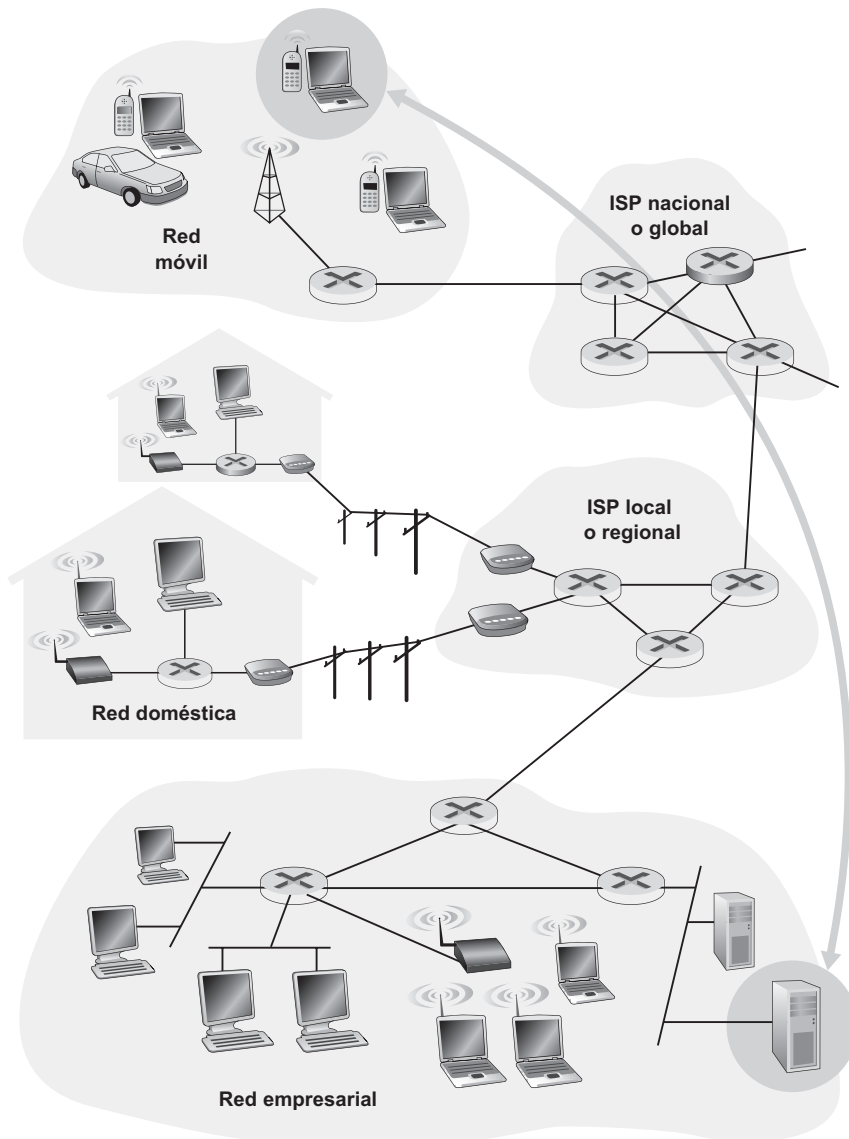 ISP nacional
o global
Red
móvil
ISP local
o regional
Red doméstica
Red empresarial